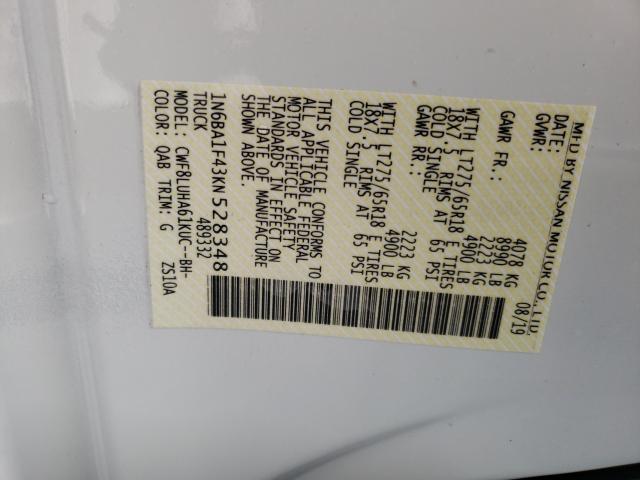 MFD BY NISSAN MOTOR CO., LTD.
DATE: 08/19
GVWR: 4078 KG
8990 LB
GAWR FR.: 2223 KG
4900 LB
WITH LT275/65R18 E TIRES
18X7.5 RIMS AT 65 PSI
COLD SINGLE
GAWR RR.: 2223 KG
4900 LB
WITH LT275/65R18 E TIRES
18X7.5 RIMS AT 65 PSI
COLD SINGLE
THIS VEHICLE CONFORMS TO
ALL APPLICABLE FEDERAL
MOTOR VEHICLE SAFETY
STANDARDS IN EFFECT ON
THE DATE OF MANUFACTURE
SHOWN ABOVE.
1N6BA1F43KN528348
TRUCK 489332
MODEL: CWF8LUHA61KUC--BH-
COLOR: QAB TRIM: G ZS10A